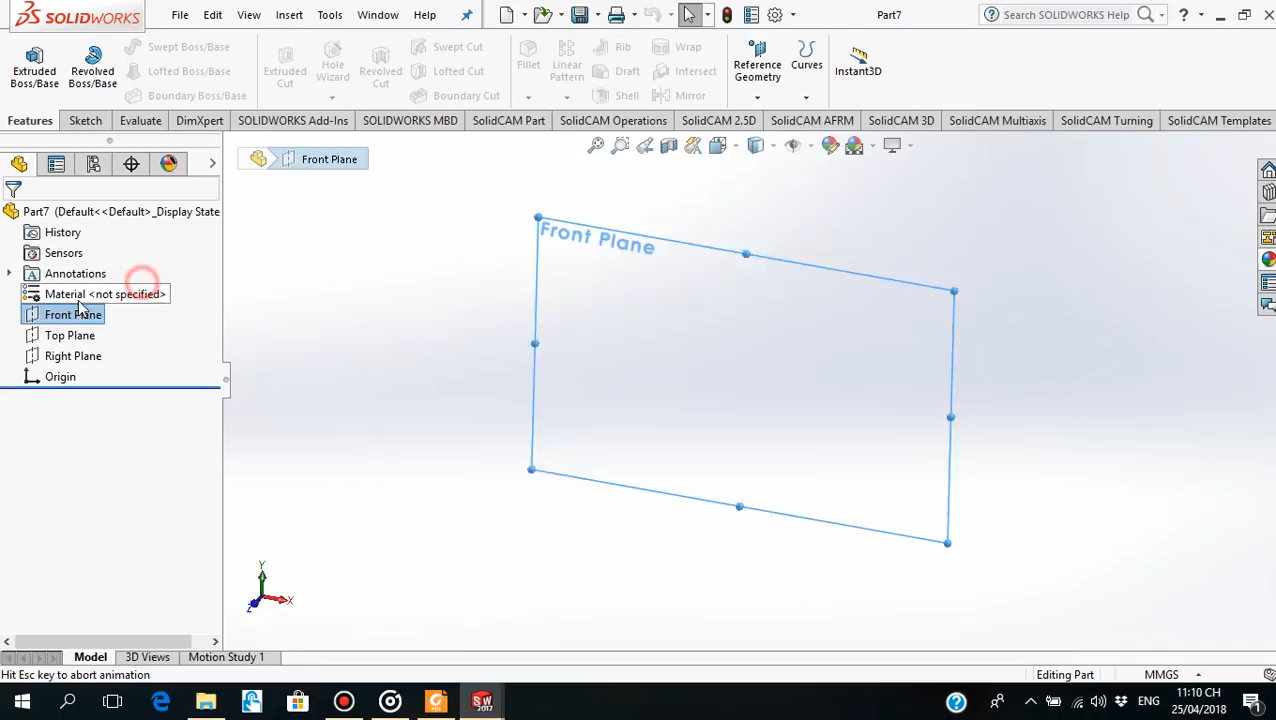 SOLIDWORKS File Edit View Insert Tools Window Help Part7 Search SOLIDWORKS Help ?
Extruded Boss/Base
Revolved Boss/Base
Swept Boss/Base
Lofted Boss/Base
Boundary Boss/Base
Extruded Cut
Hole Wizard
Revolved Cut
Swept Cut
Lofted Cut
Boundary Cut
Fillet
Linear Pattern
Rib
Draft
Shell
Wrap
Intersect
Mirror
Reference Geometry
Curves
Instant3D
Features Sketch Evaluate DimXpert SOLIDWORKS Add-Ins SOLIDWORKS MBD SolidCAM Part SolidCAM Operations SolidCAM 2.5D SolidCAM AFRM SolidCAM 3D SolidCAM Multiaxis SolidCAM Turning SolidCAM Templates
Front Plane
Part7 (Default<<Default>_Display State
History
Sensors
Annotations
Material <not specified>
Front Plane
Top Plane
Right Plane
Origin
Front Plane
Y
X
Z
Model 3D Views Motion Study 1
Hit Esc key to abort animation Editing Part MMGS
SW 2017
PDF
ENG
11:10 CH
25/04/2018
1